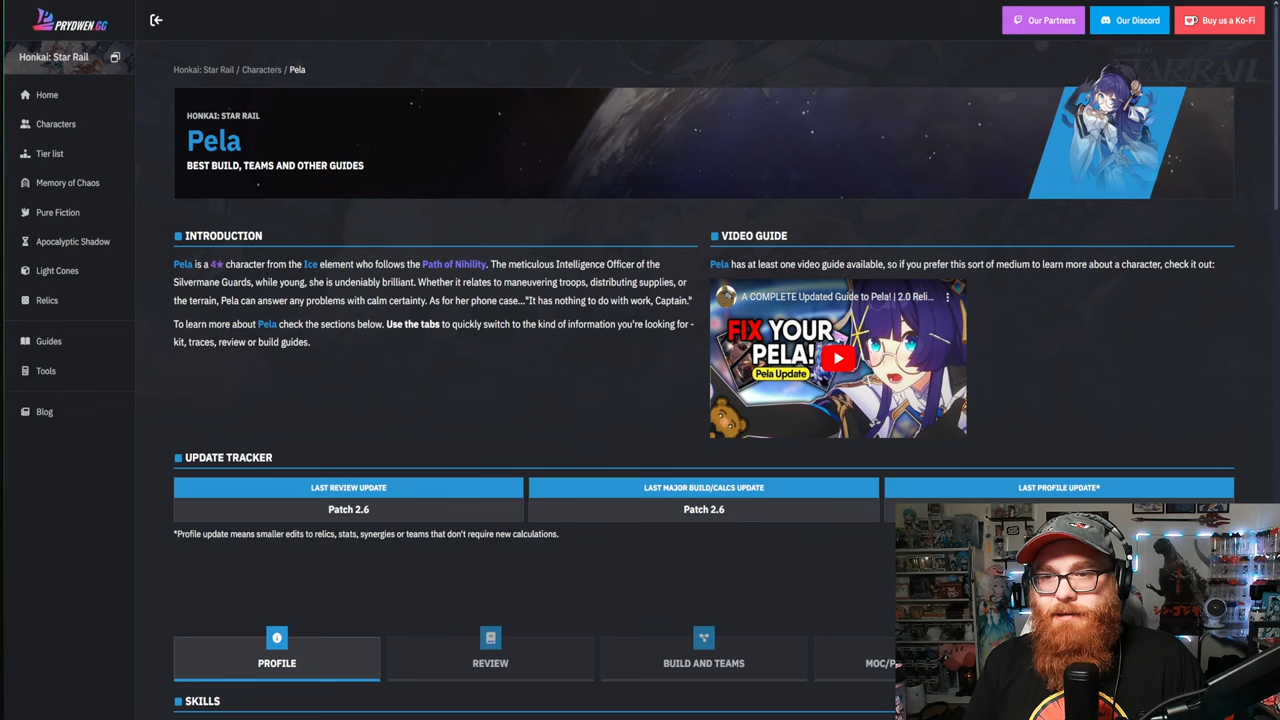 PRYDWEN.GG
Our Partners
Our Discord
Buy us a Ko-Fi
Honkai: Star Rail
Home
Characters
Tier list
Memory of Chaos
Pure Fiction
Apocalyptic Shadow
Light Cones
Relics
Guides
Tools
Blog
Honkai: Star Rail / Characters / Pela
HONKAI: STAR RAIL
Pela
BEST BUILD, TEAMS AND OTHER GUIDES
HONKAI
STAR RAIL
INTRODUCTION
Pela is a 4★ character from the Ice element who follows the Path of Nihility. The meticulous Intelligence Officer of the
Silvermane Guards, while young, she is undeniably brilliant. Whether it relates to maneuvering troops, distributing supplies, or
the terrain, Pela can answer any problems with calm certainty. As for her phone case..."It has nothing to do with work, Captain."
To learn more about Pela check the sections below. Use the tabs to quickly switch to the kind of information you're looking for -
kit, traces, review or build guides.
VIDEO GUIDE
Pela has at least one video guide available, so if you prefer this sort of medium to learn more about a character, check it out:
A COMPLETE Updated Guide to Pela! | 2.0 Reli...
FIX YOUR
PELA!
Pela Update
UPDATE TRACKER
LAST REVIEW UPDATE
LAST MAJOR BUILD/CALCS UPDATE
LAST PROFILE UPDATE*
Patch 2.6
Patch 2.6
*Profile update means smaller edits to relics, stats, synergies or teams that don't require new calculations.
PROFILE
REVIEW
BUILD AND TEAMS
MOC/P
SKILLS
シン・ゴジラ